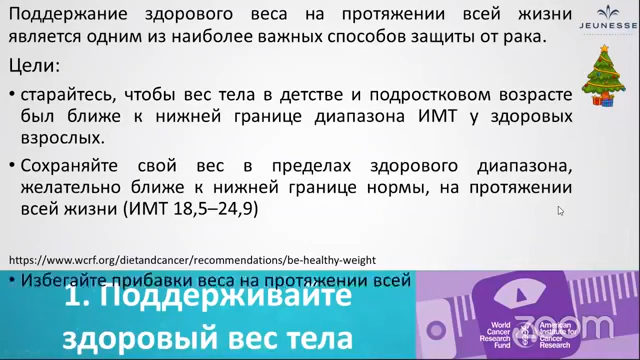 Поддержание здорового веса на протяжении всей жизни
является одним из наиболее важных способов защиты от рака.
JEUNESSE
Цели:
• старайтесь, чтобы вес тела в детстве и подростковом возрасте
был ближе к нижней границе диапазона ИМТ у здоровых
взрослых.
• Сохраняйте свой вес в пределах здорового диапазона,
желательно ближе к нижней границе нормы, на протяжении
всей жизни (ИМТ 18,5–24,9)
https://www.wcrf.org/dietandcancer/recommendations/be-healthy-weight
• Избегайте прибавки веса на протяжении всей
1. Поддерживайте
здоровый вес тела
World
Cancer
Research
Fund
American
Institute for
Cancer
Research
zoom